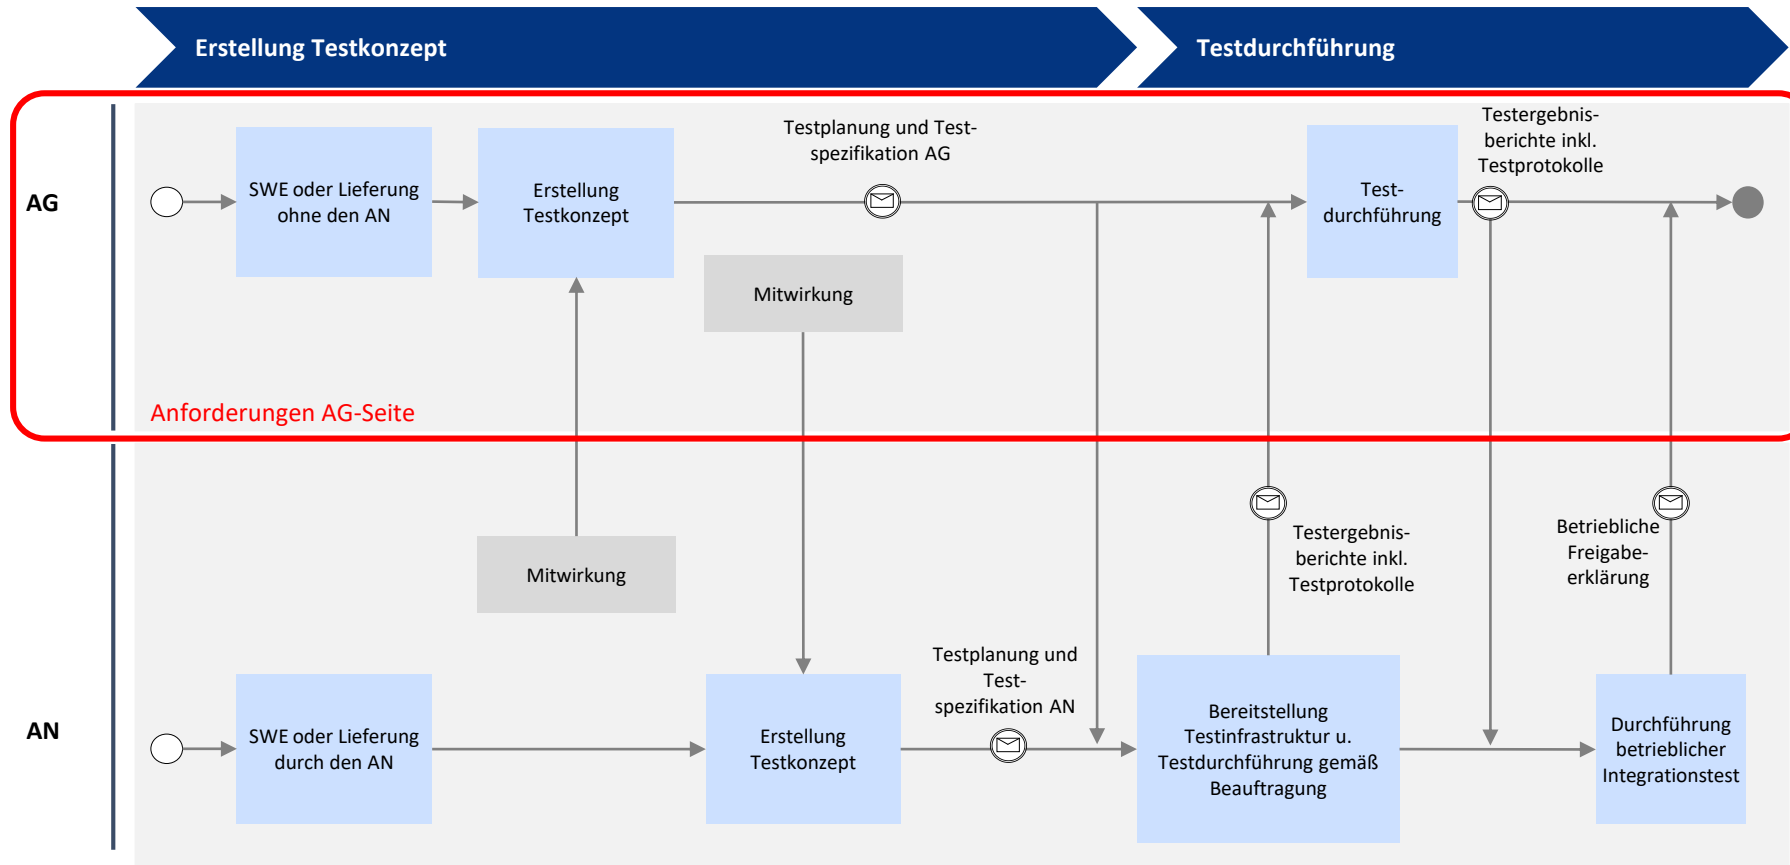 Erstellung Testkonzept
Testdurchführung
AG
SWE oder Lieferung
ohne den AN
Erstellung
Testkonzept
Testplanung und Test-
spezifikation AG
Mitwirkung
Test-
durchführung
Testergebnis-
berichte inkl.
Testprotokolle
Anforderungen AG-Seite
Mitwirkung
Testergebnis-
berichte inkl.
Testprotokolle
Betriebliche
Freigabe-
erklärung
AN
SWE oder Lieferung
durch den AN
Erstellung
Testkonzept
Testplanung und
Test-
spezifikation AN
Bereitstellung
Testinfrastruktur u.
Testdurchführung gemäß
Beauftragung
Durchführung
betrieblicher
Integrationstest